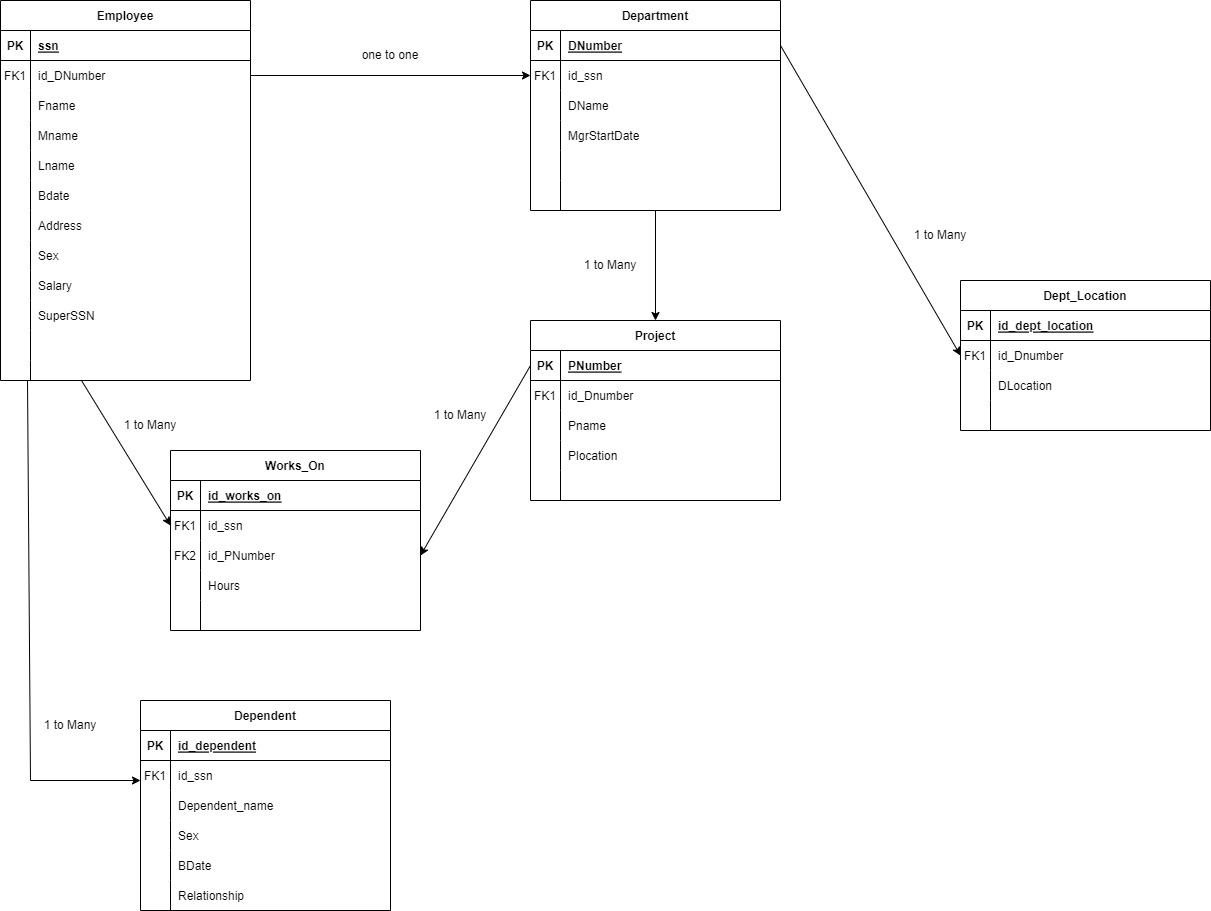 Employee
PK ssn
FK1 id_DNumber
Fname
Mname
Lname
Bdate
Address
Sex
Salary
SuperSSN
one to one
Department
PK DNumber
FK1 id_ssn
DName
MgrStartDate
1 to Many
1 to Many
Dept_Location
PK id_dept_location
FK1 id_Dnumber
DLocation
Project
PK PNumber
FK1 id_Dnumber
Pname
Plocation
1 to Many
1 to Many
Works_On
PK id_works_on
FK1 id_ssn
FK2 id_PNumber
Hours
1 to Many
Dependent
PK id_dependent
FK1 id_ssn
Dependent_name
Sex
BDate
Relationship